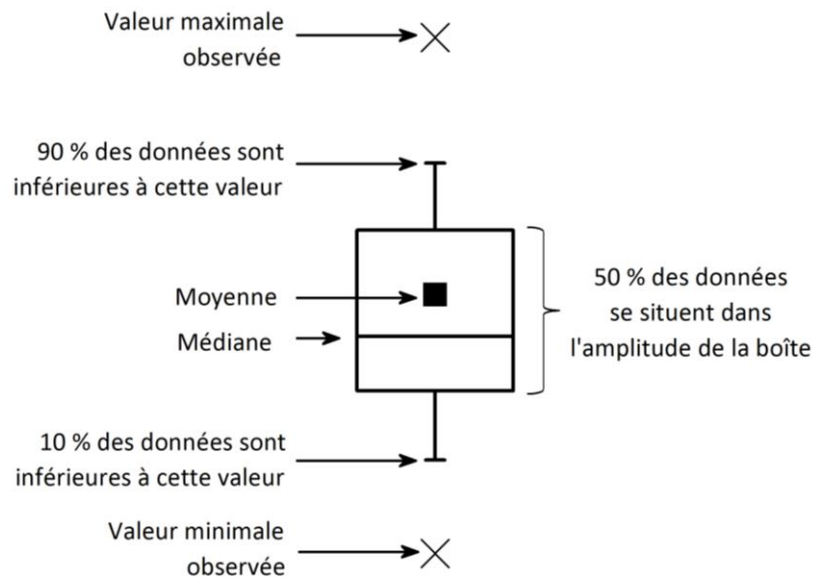 Valeur maximale
observée
90 % des données sont
inférieures à cette valeur
Moyenne
Médiane
50 % des données
se situent dans
l'amplitude de la boîte
10 % des données sont
inférieures à cette valeur
Valeur minimale
observée